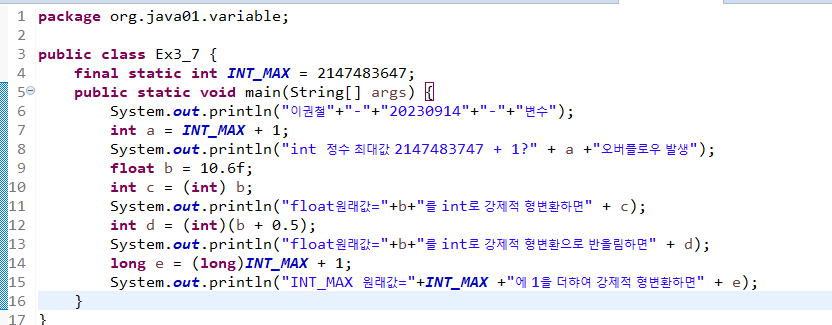 1 package org.java01.variable;
2
3 public class Ex3_7 {
4 final static int INT_MAX = 2147483647;
5 public static void main(String[] args) {
6 System.out.println("이권철"+"-"+"20230914"+"-"+"변수");
7 int a = INT_MAX + 1;
8 System.out.println("int 정수 최대값 2147483747 + 1?" + a +"오버플로우 발생");
9 float b = 10.6f;
10 int c = (int) b;
11 System.out.println("float원래값="+b+"를 int로 강제적 형변환하면" + c);
12 int d = (int)(b + 0.5);
13 System.out.println("float원래값="+b+"를 int로 강제적 형변환으로 반올림하면" + d);
14 long e = (long)INT_MAX + 1;
15 System.out.println("INT_MAX 원래값="+INT_MAX +"에 1을 더햐여 강제적 형변환하면" + e);
16 }
17 }